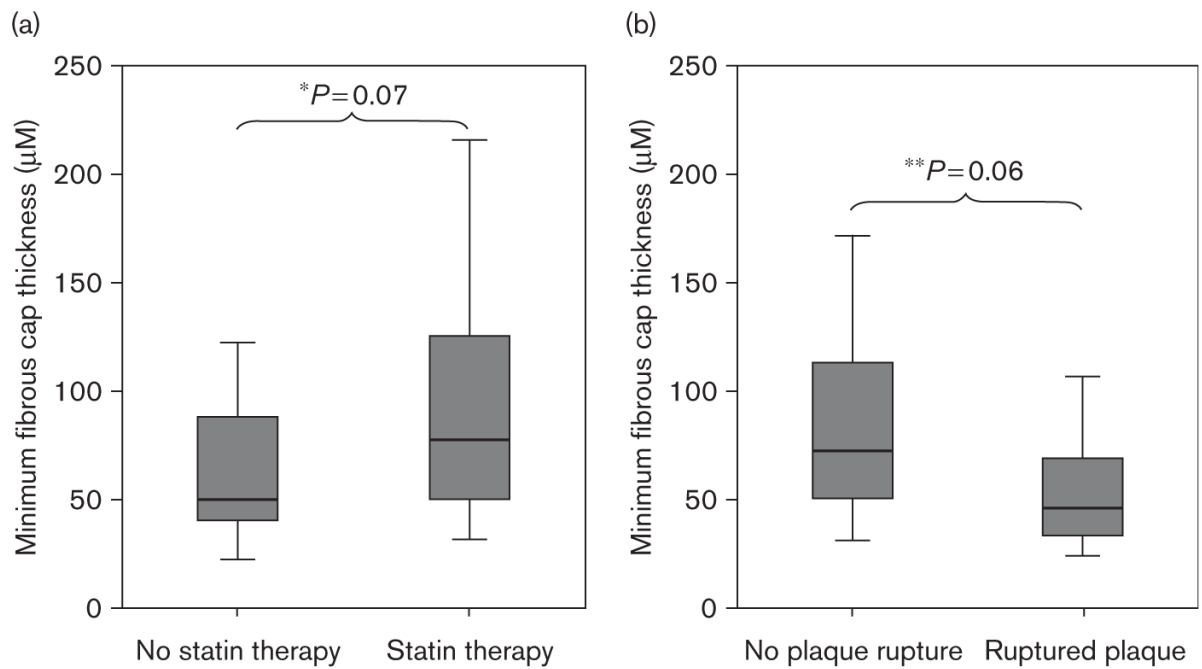 (a)
250
200
150
100
50
0
Minimum fibrous cap thickness (µM)
*P=0.07
No statin therapy
Statin therapy
(b)
250
200
150
100
50
0
Minimum fibrous cap thickness (µM)
**P=0.06
No plaque rupture
Ruptured plaque